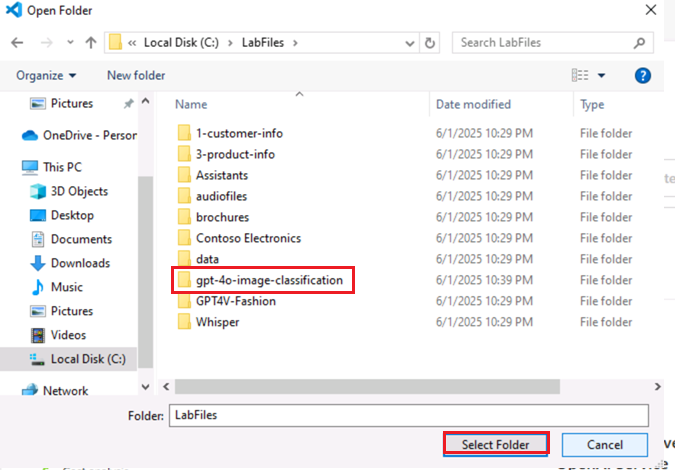 Open Folder
« Local Disk (C:) > LabFiles >
Search LabFiles
Organize
New folder
Name
Date modified
Type
Pictures
OneDrive - Person
This PC
3D Objects
Desktop
Documents
Downloads
Music
Pictures
Videos
Local Disk (C:)
Network
1-customer-info 6/1/2025 10:29 PM File folder
3-product-info 6/1/2025 10:29 PM File folder
Assistants 6/1/2025 10:29 PM File folder
audiofiles 6/1/2025 10:29 PM File folder
brochures 6/1/2025 10:29 PM File folder
Contoso Electronics 6/1/2025 10:29 PM File folder
data 6/1/2025 10:29 PM File folder
gpt-4o-image-classification 6/1/2025 10:39 PM File folder
GPT4V-Fashion 6/1/2025 10:29 PM File folder
Whisper 6/1/2025 10:29 PM File folder
Folder: LabFiles
Select Folder
Cancel